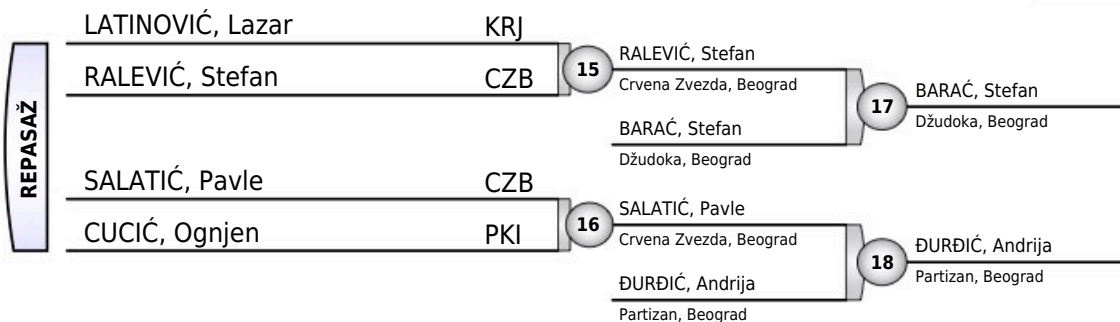 REPASAŽ
LATINOVIĆ, Lazar KRJ
RALEVIĆ, Stefan CZB
15
RALEVIĆ, Stefan
Crvena Zvezda, Beograd
BARAĆ, Stefan
Džudoka, Beograd
17
BARAĆ, Stefan
Džudoka, Beograd
SALATIĆ, Pavle CZB
CUCIĆ, Ognjen PKI
16
SALATIĆ, Pavle
Crvena Zvezda, Beograd
ĐURĐIĆ, Andrija
Partizan, Beograd
18
ĐURĐIĆ, Andrija
Partizan, Beograd